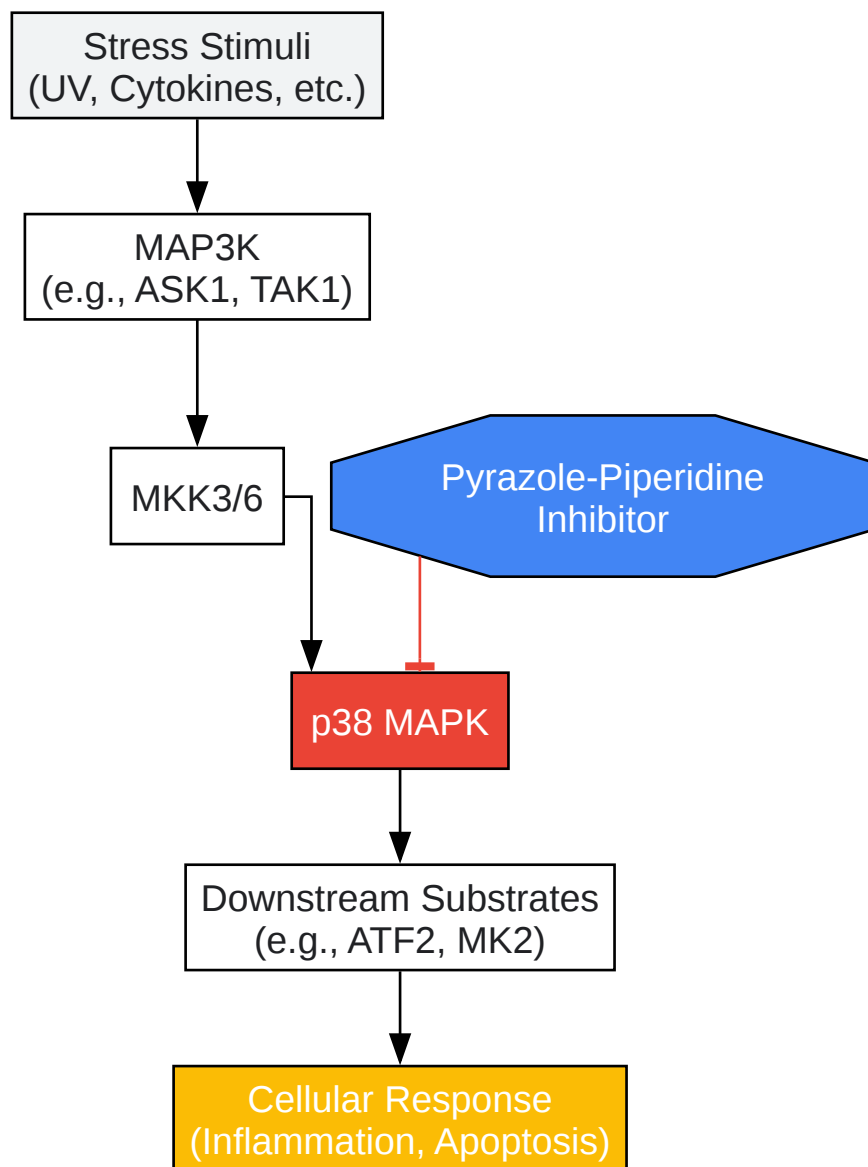 Stress Stimuli
(UV, Cytokines, etc.)
MAP3K
(e.g., ASK1, TAK1)
MKK3/6
Pyrazole-Piperidine
Inhibitor
p38 MAPK
Downstream Substrates
(e.g., ATF2, MK2)
Cellular Response
(Inflammation, Apoptosis)